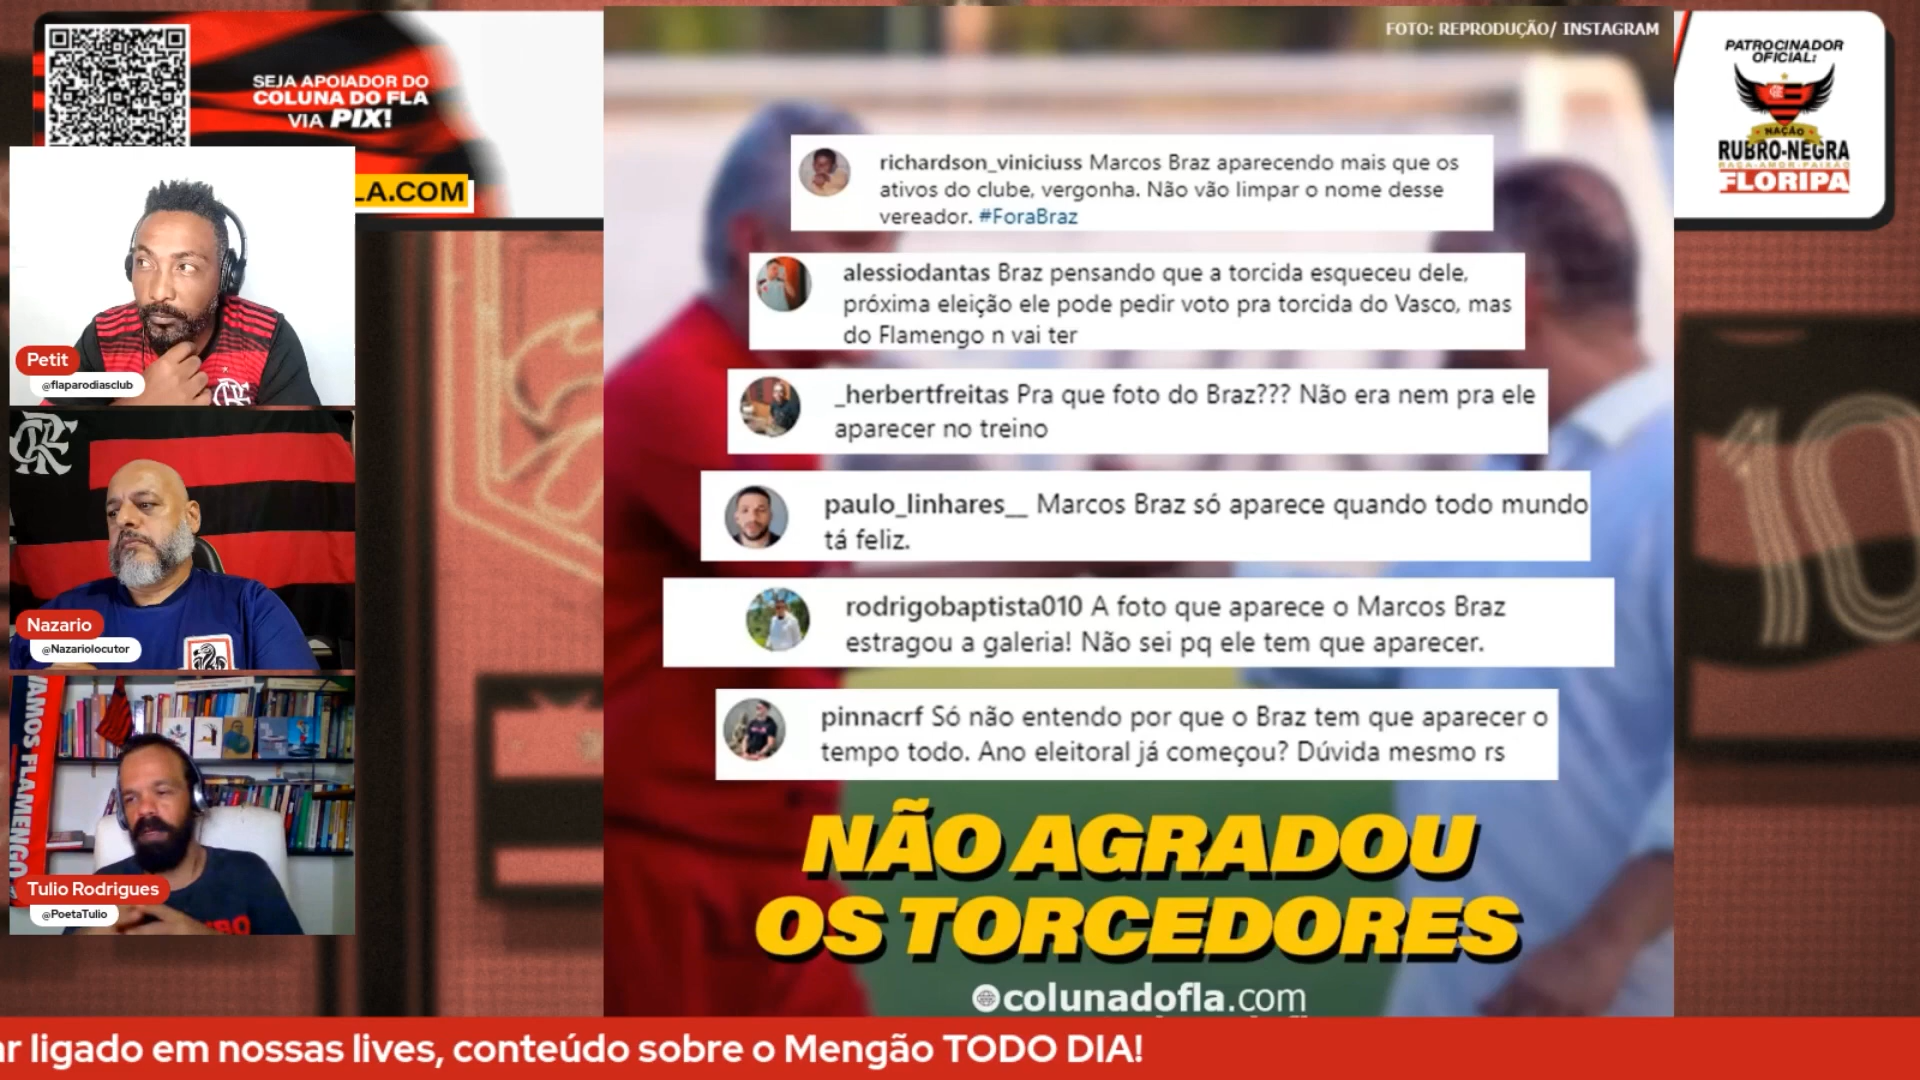 SEJA APOIADOR DO
COLUNA DO FLA
VIA PIX!
LA.COM
FOTO: REPRODUÇÃO/ INSTAGRAM
PATROCINADOR
OFICIAL:
NAÇÃO
RUBRO-NEGRA
RAÇA-AMOR-PAIXÃO
FLORIPA
richardson_viniciuss Marcos Braz aparecendo mais que os
ativos do clube, vergonha. Não vão limpar o nome desse
vereador. #ForaBraz
alessiodantas Braz pensando que a torcida esqueceu dele,
próxima eleição ele pode pedir voto pra torcida do Vasco, mas
do Flamengo n vai ter
_herbertfreitas Pra que foto do Braz??? Não era nem pra ele
aparecer no treino
paulo_linhares__ Marcos Braz só aparece quando todo mundo
tá feliz.
rodrigobaptista010 A foto que aparece o Marcos Braz
estragou a galeria! Não sei pq ele tem que aparecer.
pinnacrf Só não entendo por que o Braz tem que aparecer o
tempo todo. Ano eleitoral já começou? Dúvida mesmo rs
NÃO AGRADOU
OS TORCEDORES
colunadofla.com
Petit
@flaparodiasclub
Nazario
@Nazariolocutor
VAMOS FLAMENGO
Tulio Rodrigues
@PoetaTulio
10
ar ligado em nossas lives, conteúdo sobre o Mengão TODO DIA!